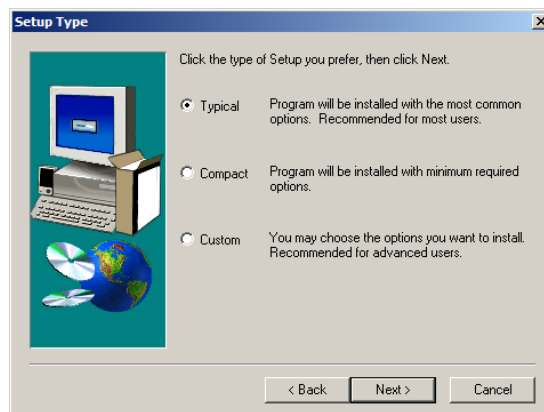 Setup Type
Click the type of Setup you prefer, then click Next.
Typical Program will be installed with the most common
options. Recommended for most users.
Compact Program will be installed with minimum required
options.
Custom You may choose the options you want to install.
Recommended for advanced users.
< Back Next > Cancel